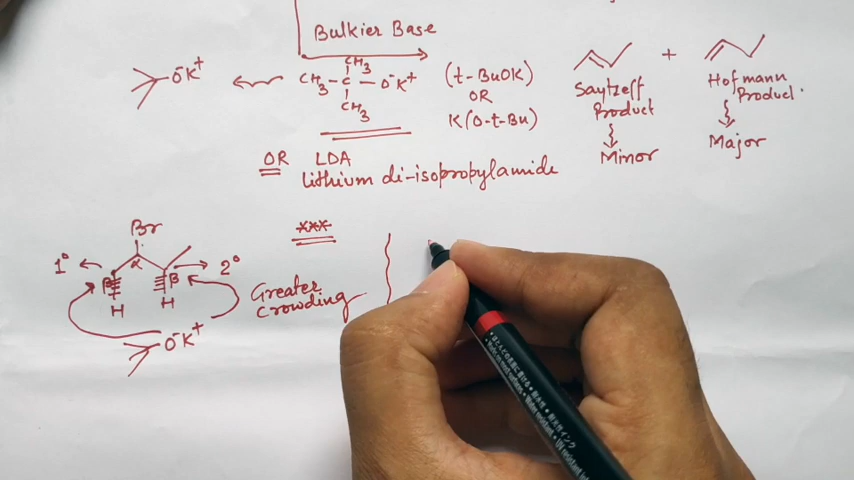 Bulkier Base
CH3
CH3-C-O⁻K⁺
CH3
O⁻K⁺
(t-BuOK)
OR
K(O-t-Bu)
+
Saytzeff
Product
Minor
Hofmann
Product.
Major
OR LDA
Lithium di-isopropylamide
Br
α
1°
2°
β
β
H
H
O⁻K⁺
***
Greater
Crowding